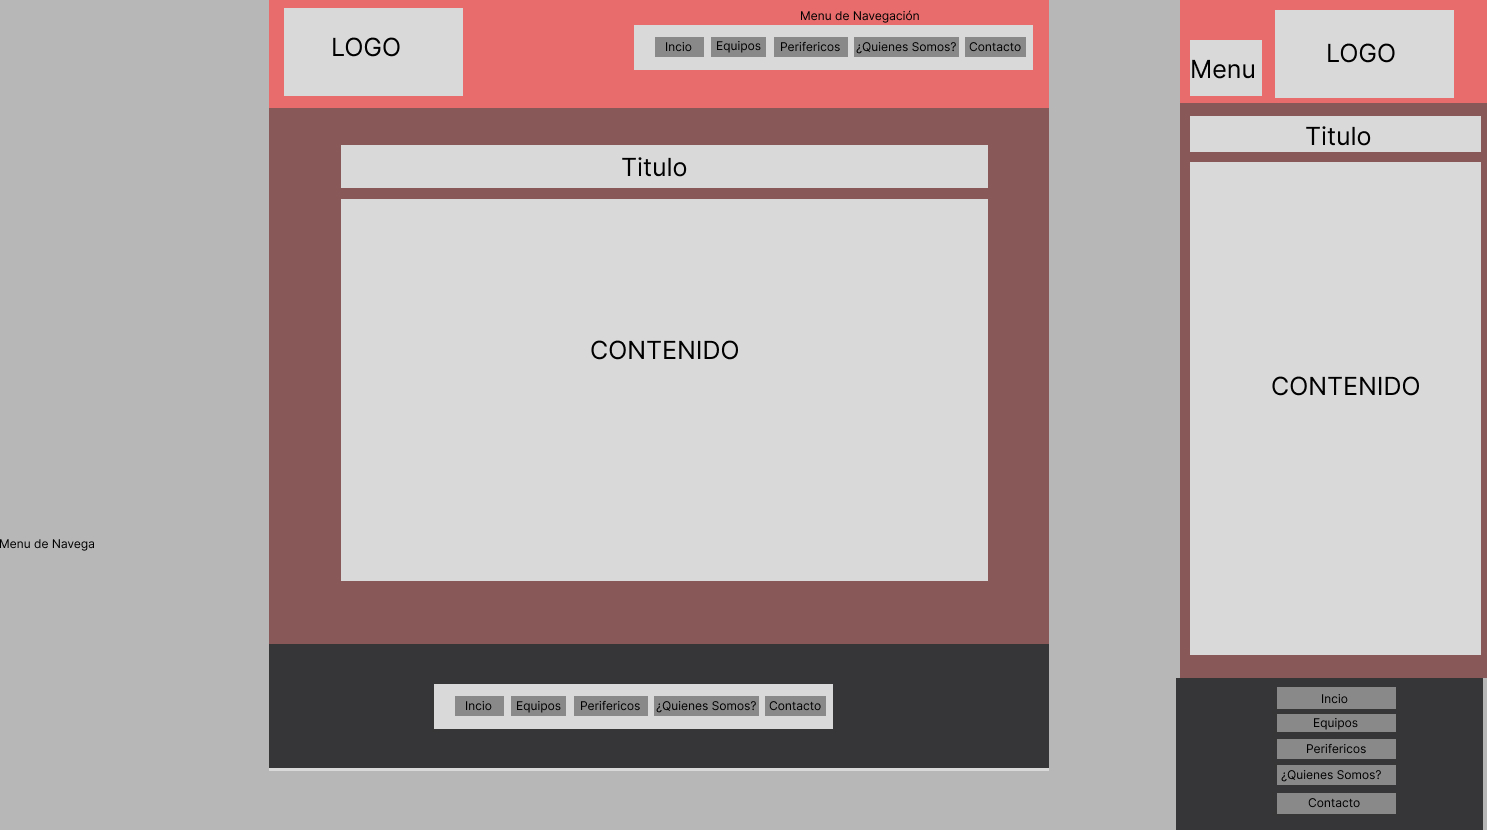 Menu de Navegación
LOGO
Incio Equipos Perifericos ¿Quienes Somos? Contacto
Titulo
CONTENIDO
Menu de Navega
Incio Equipos Perifericos ¿Quienes Somos? Contacto
Menu
LOGO
Titulo
CONTENIDO
Incio
Equipos
Perifericos
¿Quienes Somos?
Contacto